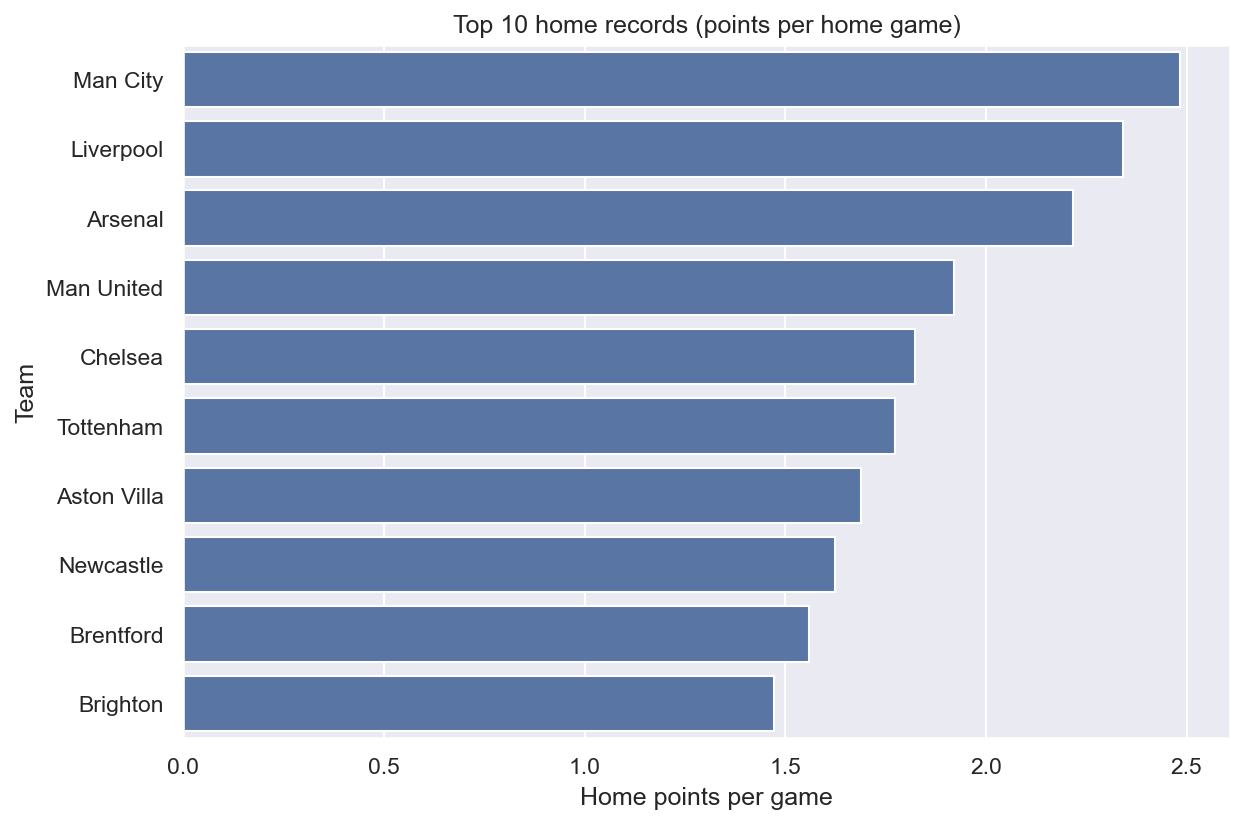 Top 10 home records (points per home game)
Team
Man City
Liverpool
Arsenal
Man United
Chelsea
Tottenham
Aston Villa
Newcastle
Brentford
Brighton
0.0 0.5 1.0 1.5 2.0 2.5
Home points per game